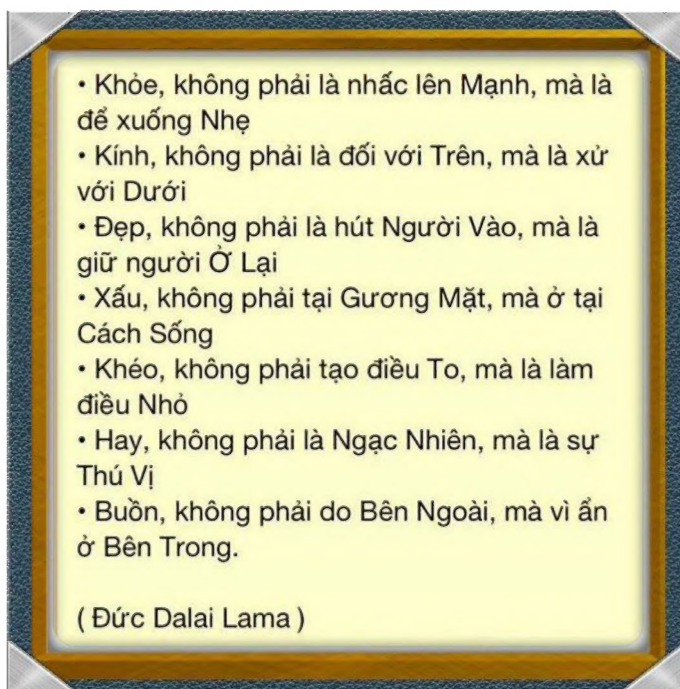 • Khỏe, không phải là nhấc lên Mạnh, mà là
để xuống Nhẹ
• Kính, không phải là đối với Trên, mà là xử
với Dưới
• Đẹp, không phải là hút Người Vào, mà là
giữ người Ở Lại
• Xấu, không phải tại Gương Mặt, mà ở tại
Cách Sống
• Khéo, không phải tạo điều To, mà là làm
điều Nhỏ
• Hay, không phải là Ngạc Nhiên, mà là sự
Thú Vị
• Buồn, không phải do Bên Ngoài, mà vì ẩn
ở Bên Trong.
( Đức Dalai Lama )